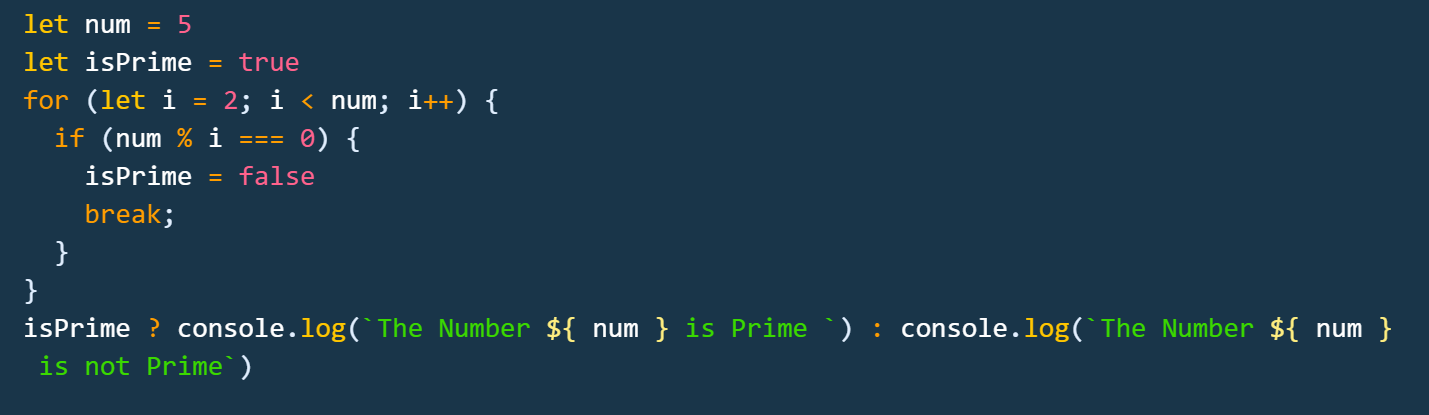 let num = 5
let isPrime = true
for (let i = 2; i < num; i++) {
  if (num % i === 0) {
    isPrime = false
    break;
  }
}
isPrime ? console.log(`The Number ${ num } is Prime `) : console.log(`The Number ${ num }
 is not Prime`)